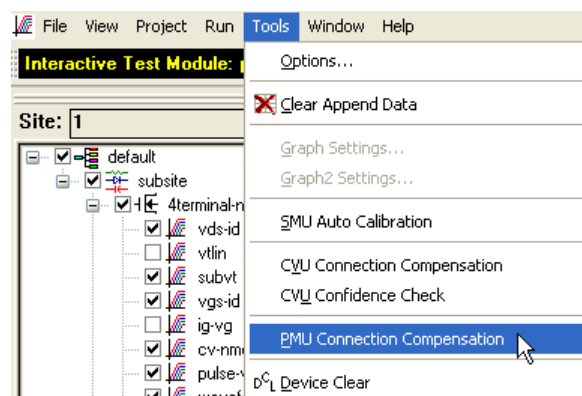 File View Project Run Tools Window Help
Interactive Test Module:
Options...
Clear Append Data
Site: 1
default
Graph Settings...
subsite
Graph2 Settings...
4terminal-n
vds-id
SMU Auto Calibration
vtlin
subvt
CVU Connection Compensation
vgs-id
CVU Confidence Check
ig-vg
cv-nm
PMU Connection Compensation
pulse-v
DCL Device Clear